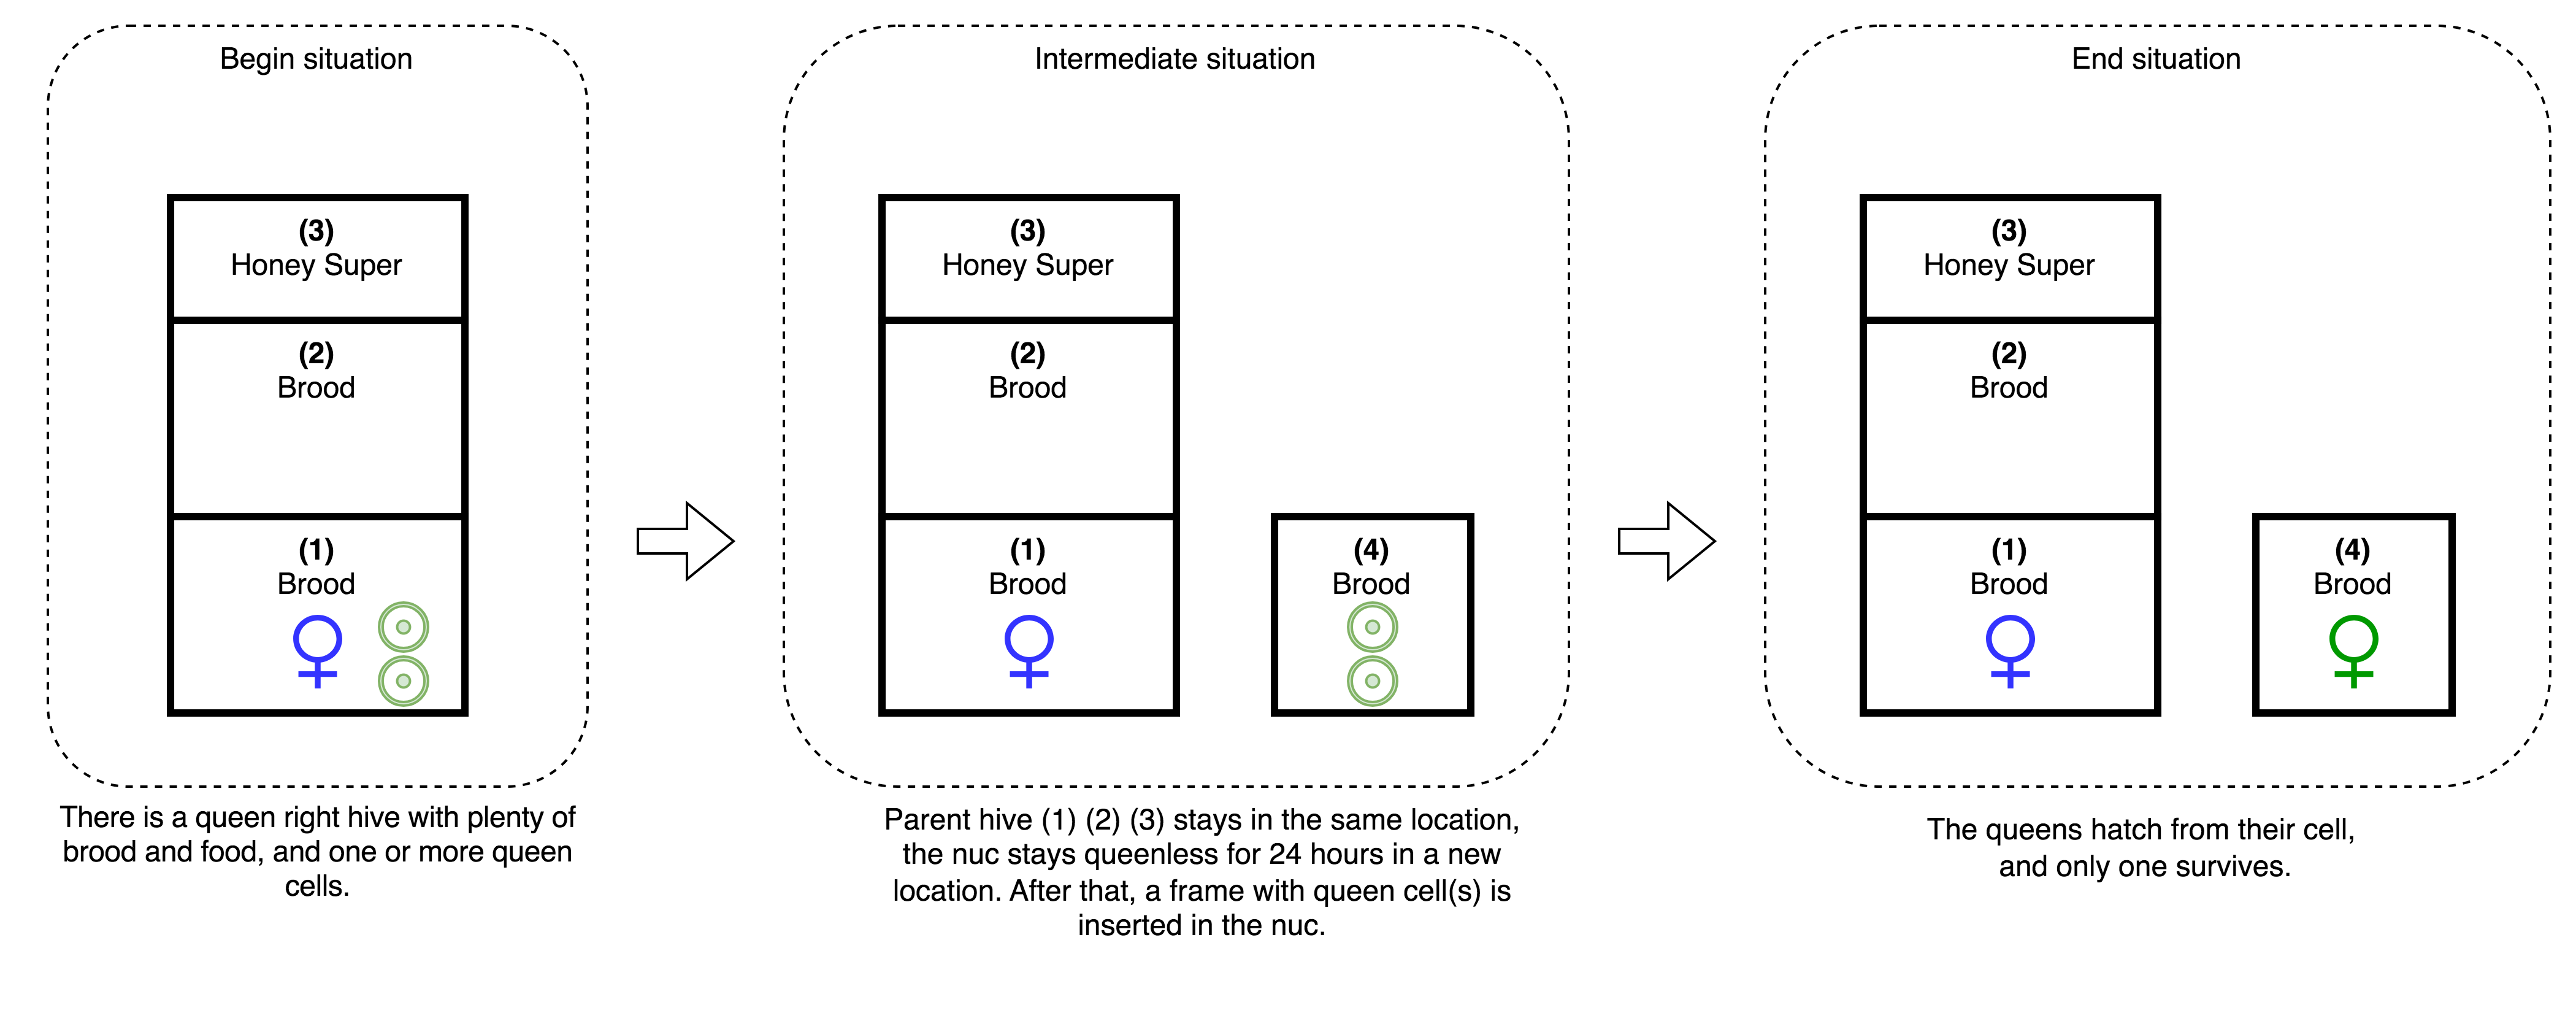 Begin situation
(3)
Honey Super
(2)
Brood
(1)
Brood
There is a queen right hive with plenty of
brood and food, and one or more queen
cells.
Intermediate situation
(3)
Honey Super
(2)
Brood
(1)
Brood
(4)
Brood
Parent hive (1) (2) (3) stays in the same location,
the nuc stays queenless for 24 hours in a new
location. After that, a frame with queen cell(s) is
inserted in the nuc.
End situation
(3)
Honey Super
(2)
Brood
(1)
Brood
(4)
Brood
The queens hatch from their cell,
and only one survives.